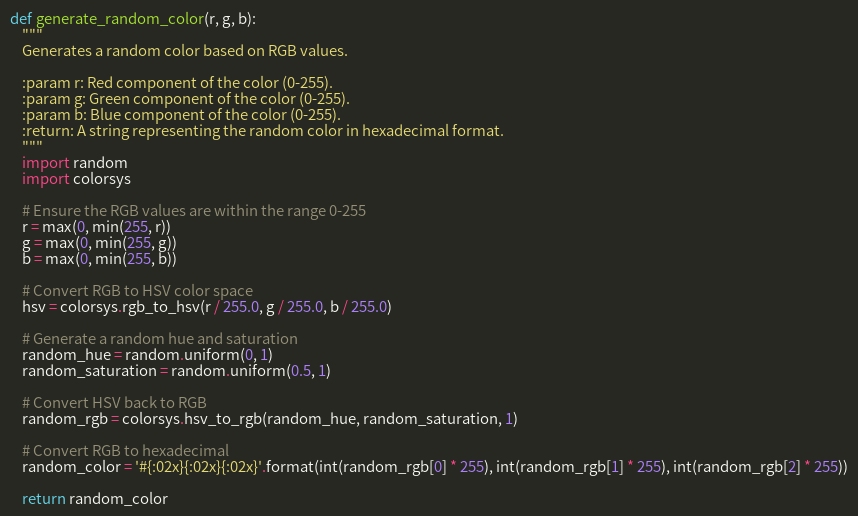 def generate_random_color(r, g, b):
"""
Generates a random color based on RGB values.
:param r: Red component of the color (0-255).
:param g: Green component of the color (0-255).
:param b: Blue component of the color (0-255).
:return: A string representing the random color in hexadecimal format.
"""
import random
import colorsys
# Ensure the RGB values are within the range 0-255
r = max(0, min(255, r))
g = max(0, min(255, g))
b = max(0, min(255, b))
# Convert RGB to HSV color space
hsv = colorsys.rgb_to_hsv(r / 255.0, g / 255.0, b / 255.0)
# Generate a random hue and saturation
random_hue = random.uniform(0, 1)
random_saturation = random.uniform(0.5, 1)
# Convert HSV back to RGB
random_rgb = colorsys.hsv_to_rgb(random_hue, random_saturation, 1)
# Convert RGB to hexadecimal
random_color = '#{:02x}{:02x}{:02x}'.format(int(random_rgb[0] * 255), int(random_rgb[1] * 255), int(random_rgb[2] * 255))
return random_color